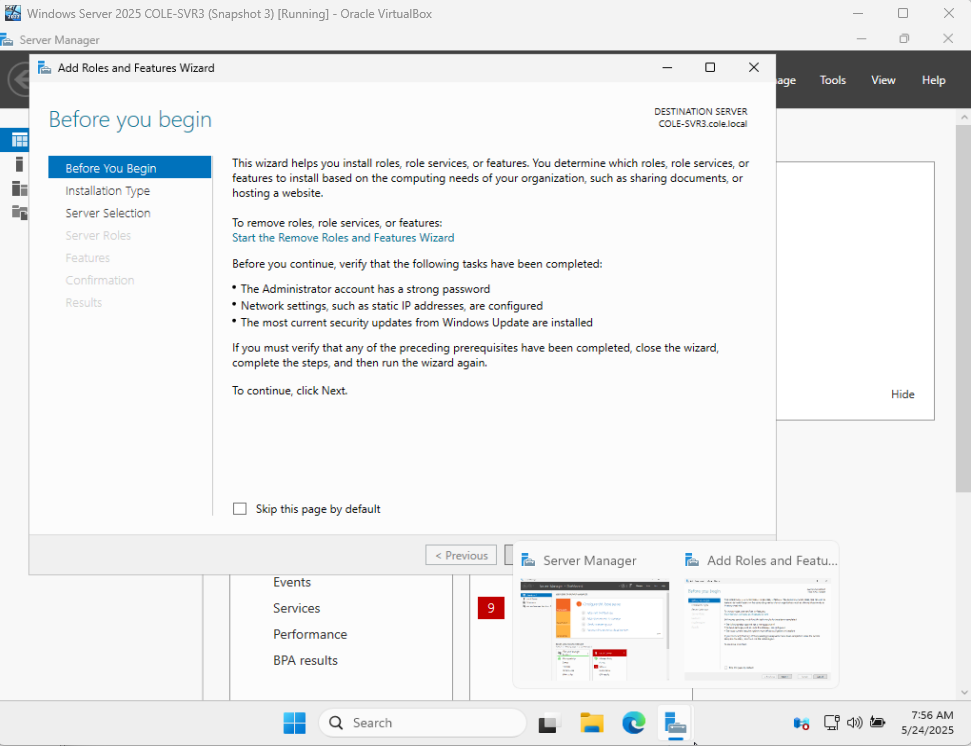 Windows Server 2025 COLE-SVR3 (Snapshot 3) [Running] - Oracle VirtualBox
Server Manager
Add Roles and Features Wizard
Tools
View
Help
Before you begin
DESTINATION SERVER
COLE-SVR3.cole.local
Before You Begin
Installation Type
Server Selection
Server Roles
Features
Confirmation
Results
This wizard helps you install roles, role services, or features. You determine which roles, role services, or
features to install based on the computing needs of your organization, such as sharing documents, or
hosting a website.
To remove roles, role services, or features:
Start the Remove Roles and Features Wizard
Before you continue, verify that the following tasks have been completed:
• The Administrator account has a strong password
• Network settings, such as static IP addresses, are configured
• The most current security updates from Windows Update are installed
If you must verify that any of the preceding prerequisites have been completed, close the wizard,
complete the steps, and then run the wizard again.
To continue, click Next.
Hide
Skip this page by default
< Previous
Server Manager
Add Roles and Featu...
Events
Services
Performance
BPA results
9
Search
7:56 AM
5/24/2025